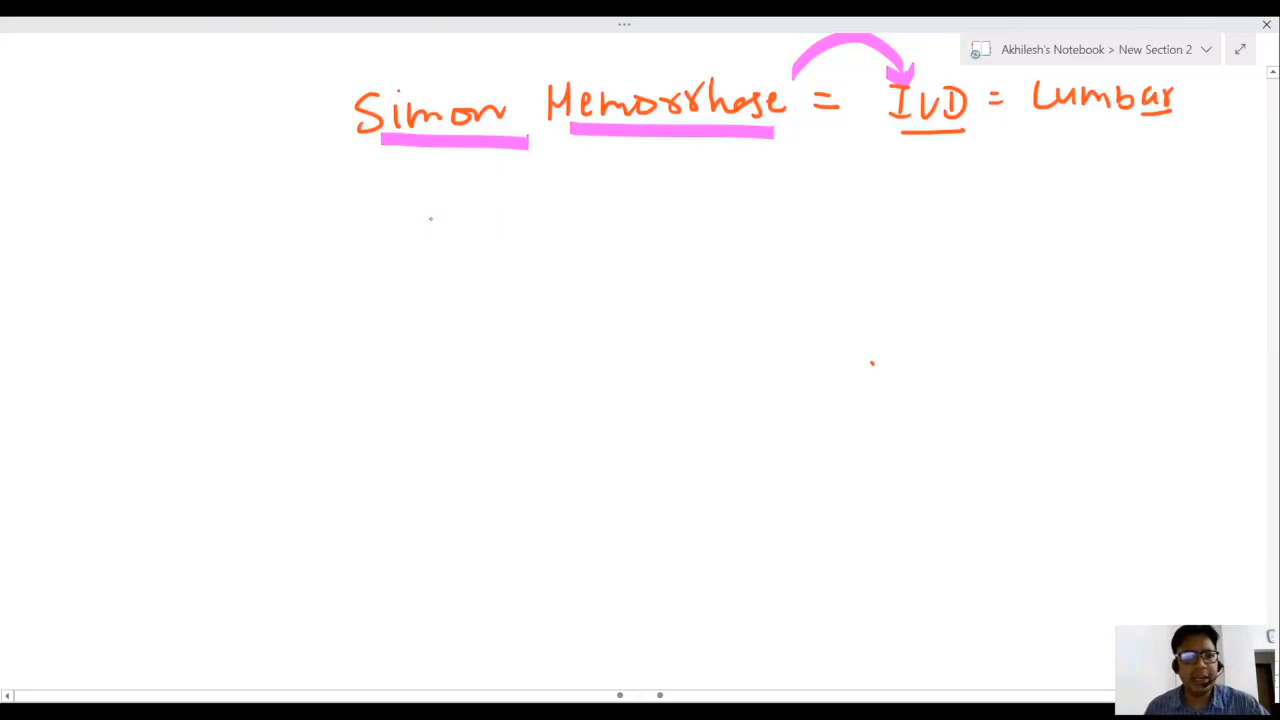 Akhilesh's Notebook > New Section 2
Simon Hemorrhage = IVD = Lumbar